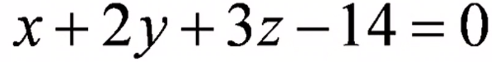 x + 2y + 3z − 14 = 0